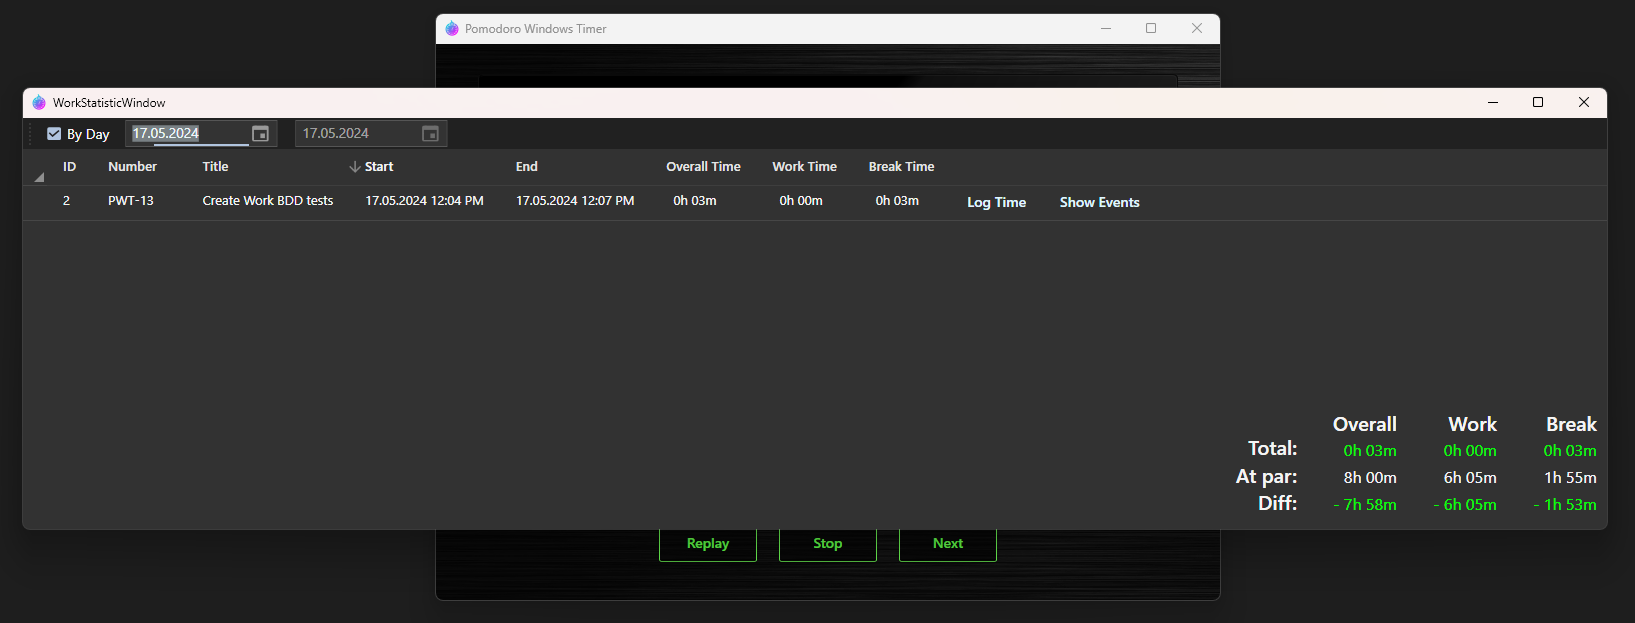 Pomodoro Windows Timer
WorkStatisticWindow
By Day 17.05.2024 17.05.2024
ID Number Title Start End Overall Time Work Time Break Time
2 PWT-13 Create Work BDD tests 17.05.2024 12:04 PM 17.05.2024 12:07 PM 0h 03m 0h 00m 0h 03m Log Time Show Events
Overall Work Break
Total: 0h 03m 0h 00m 0h 03m
At par: 8h 00m 6h 05m 1h 55m
Diff: - 7h 58m - 6h 05m - 1h 53m
Replay Stop Next